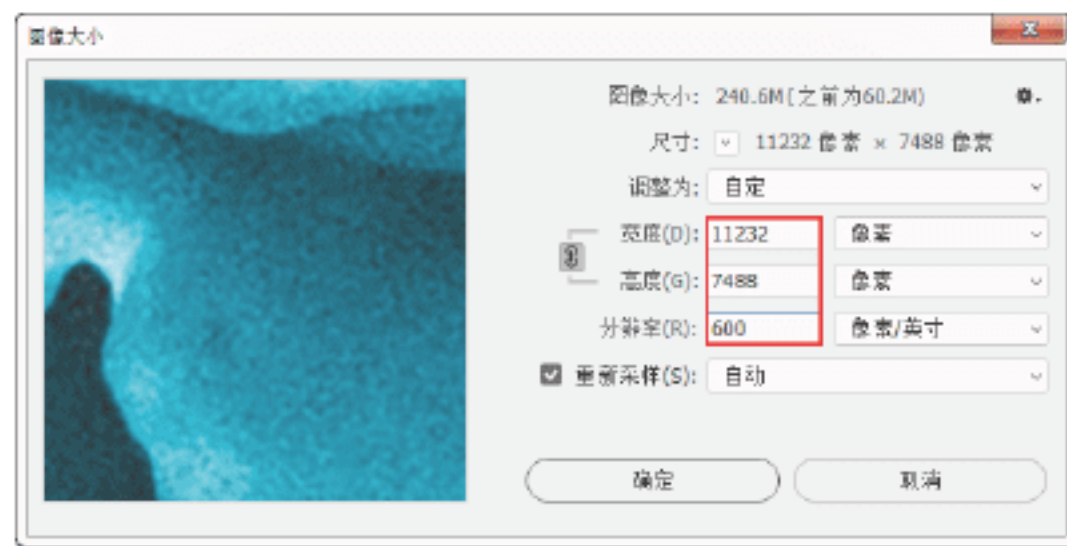 图像大小
图像大小: 240.6M(之前为60.2M)
尺寸: 11232 像素 × 7488 像素
调整为: 自定
宽度(D): 11232 像素
高度(G): 7488 像素
分辨率(R): 600 像素/英寸
重新采样(S): 自动
确定 取消